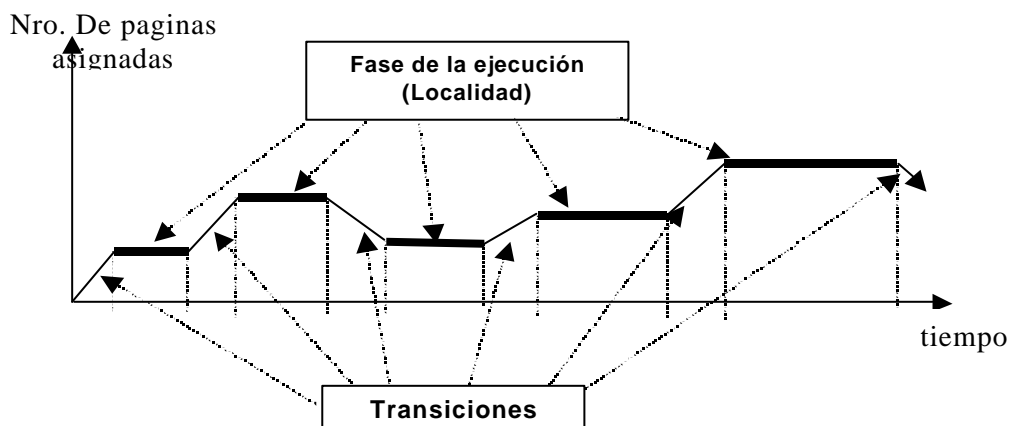 Nro. De paginas
asignadas
Fase de la ejecución
(Localidad)
tiempo
Transiciones